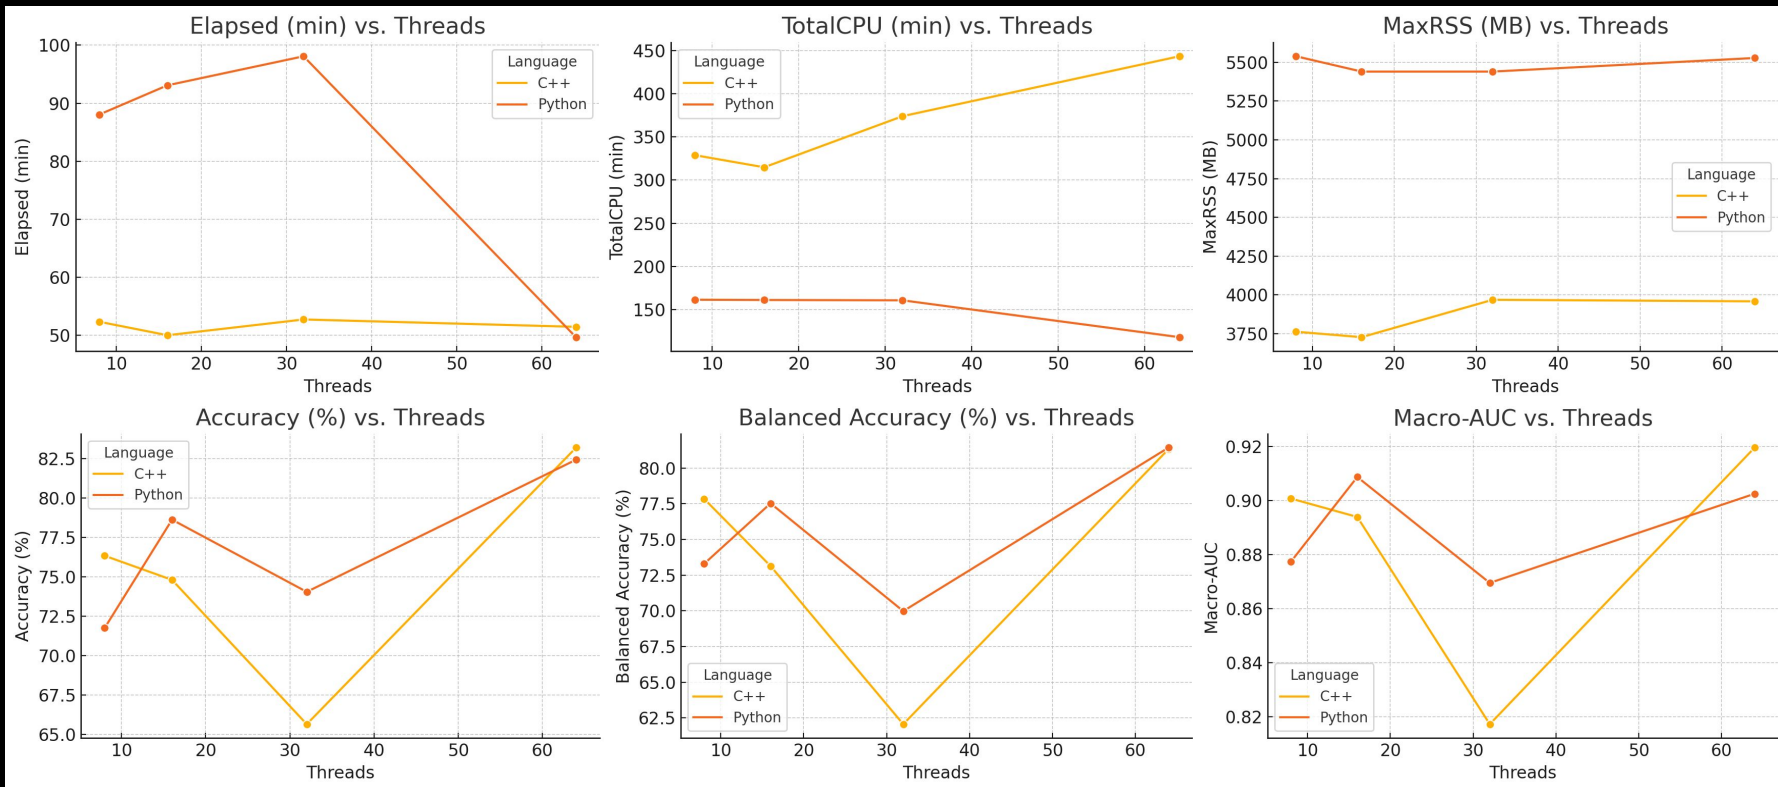 Elapsed (min) vs. Threads
Elapsed (min)
100
90
80
70
60
50
10 20 30 40 50 60
Threads
Language
C++
Python
TotalCPU (min) vs. Threads
TotalCPU (min)
450
400
350
300
250
200
150
10 20 30 40 50 60
Threads
Language
C++
Python
MaxRSS (MB) vs. Threads
MaxRSS (MB)
5500
5250
5000
4750
4500
4250
4000
3750
10 20 30 40 50 60
Threads
Language
C++
Python
Accuracy (%) vs. Threads
Accuracy (%)
82.5
80.0
77.5
75.0
72.5
70.0
67.5
65.0
10 20 30 40 50 60
Threads
Language
C++
Python
Balanced Accuracy (%) vs. Threads
Balanced Accuracy (%)
80.0
77.5
75.0
72.5
70.0
67.5
65.0
62.5
10 20 30 40 50 60
Threads
Language
C++
Python
Macro-AUC vs. Threads
Macro-AUC
0.92
0.90
0.88
0.86
0.84
0.82
10 20 30 40 50 60
Threads
Language
C++
Python